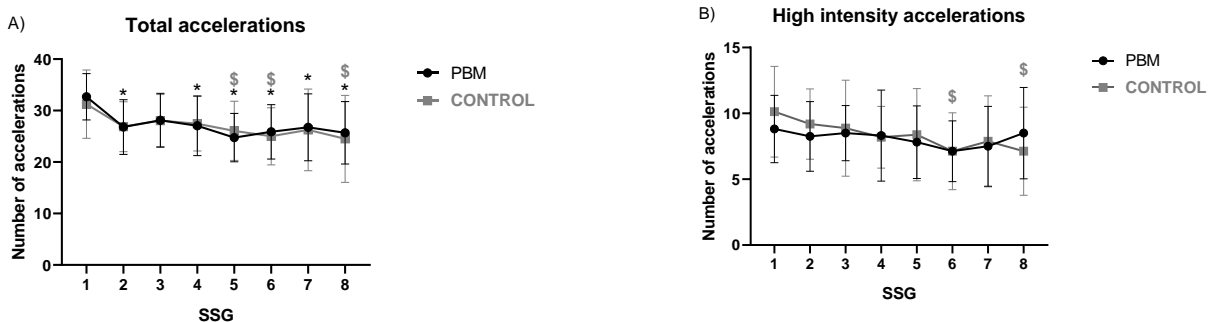 A)
Total accelerations
Number of accelerations
40
30
20
10
0
* * $ * $ * * $ *
1 2 3 4 5 6 7 8
SSG
PBM
CONTROL
B)
High intensity accelerations
Number of accelerations
15
10
5
0
$ $
1 2 3 4 5 6 7 8
SSG
PBM
CONTROL